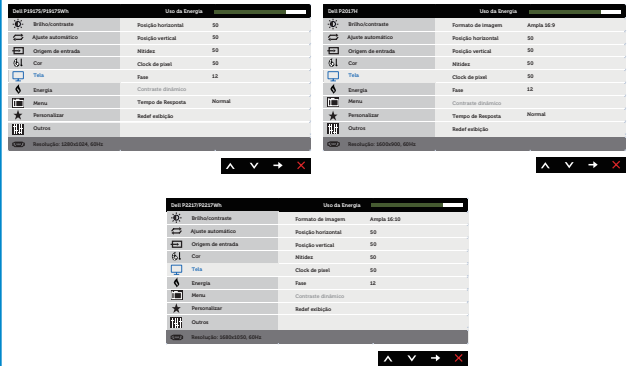 Dell P1917S/P1917SWh Uso da Energia
Brilho/contraste Posição horizontal 50
Ajuste automático Posição vertical 50
Origem de entrada Nitidez 50
Cor Clock de pixel 50
Tela Fase 12
Energia Contraste dinâmico
Menu Tempo de Resposta Normal
Personalizar Redef exibição
Outros
Resolução: 1280x1024, 60Hz
Dell P2017H Uso da Energia
Brilho/contraste Formato de imagem Ampla 16:9
Ajuste automático Posição horizontal 50
Origem de entrada Posição vertical 50
Cor Nitidez 50
Tela Clock de pixel 50
Energia Fase 12
Menu Contraste dinâmico
Personalizar Tempo de Resposta Normal
Outros Redef exibição
Resolução: 1600x900, 60Hz
Dell P2217/P2217Wh Uso da Energia
Brilho/contraste Formato de imagem Ampla 16:10
Ajuste automático Posição horizontal 50
Origem de entrada Posição vertical 50
Cor Nitidez 50
Tela Clock de pixel 50
Energia Fase 12
Menu Contraste dinâmico
Personalizar Redef exibição
Outros
Resolução: 1680x1050, 60Hz